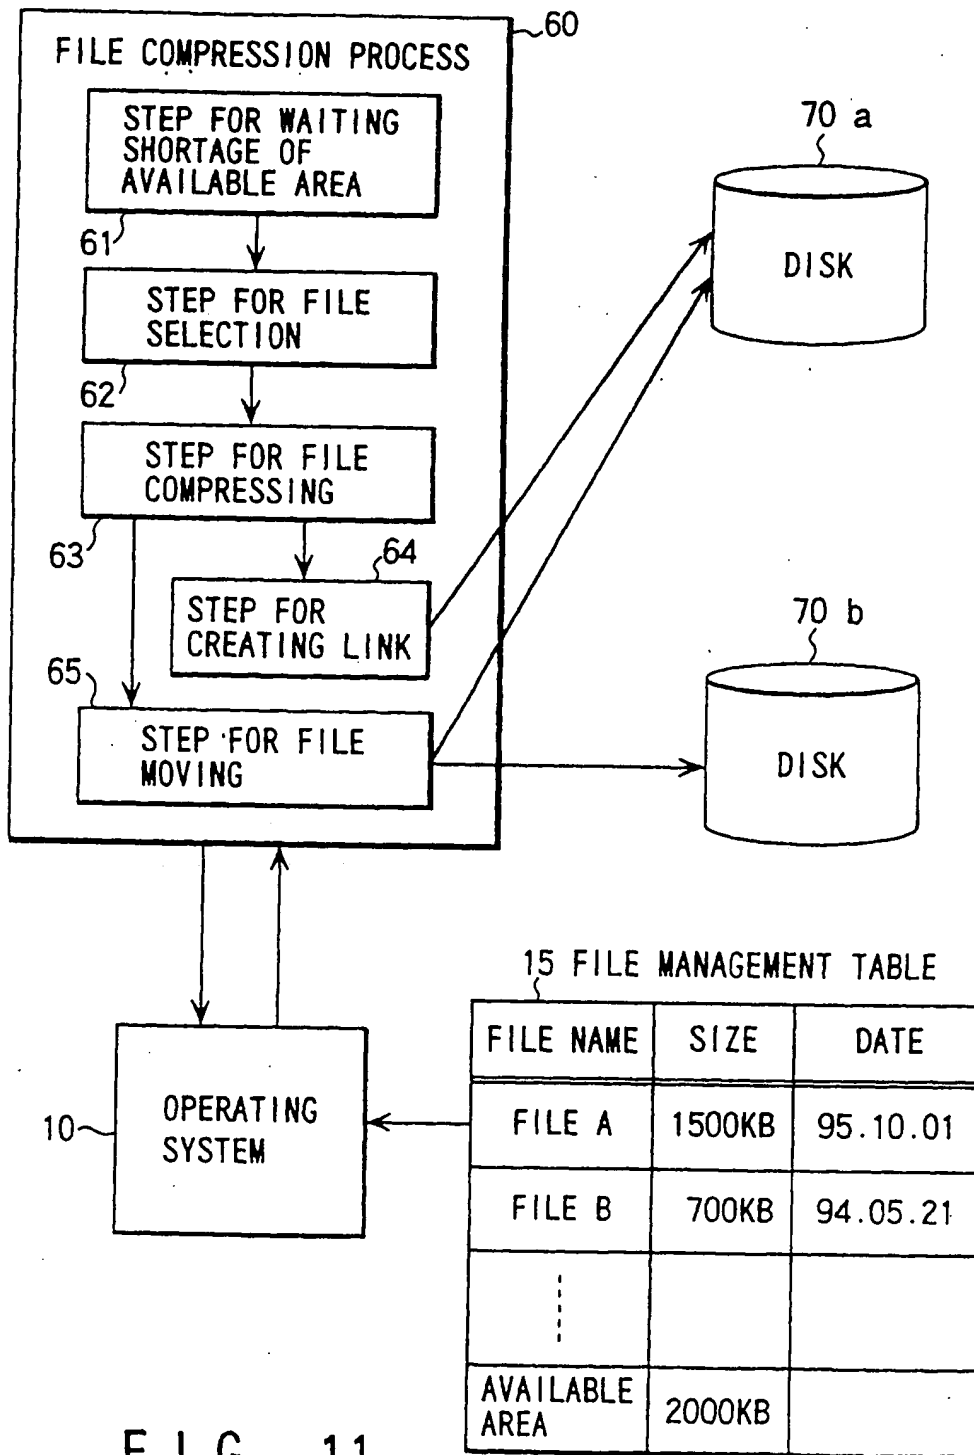 60
FILE COMPRESSION PROCESS
STEP FOR WAITING
SHORTAGE OF
AVAILABLE AREA
61
STEP FOR FILE
SELECTION
62
STEP FOR FILE
COMPRESSING
63
64
STEP FOR
CREATING LINK
65
STEP FOR FILE
MOVING
70 a
DISK
70 b
DISK
10
OPERATING
SYSTEM
15 FILE MANAGEMENT TABLE
FILE NAME SIZE DATE
FILE A 1500KB 95.10.01
FILE B 700KB 94.05.21
AVAILABLE
AREA 2000KB
FIG. 11